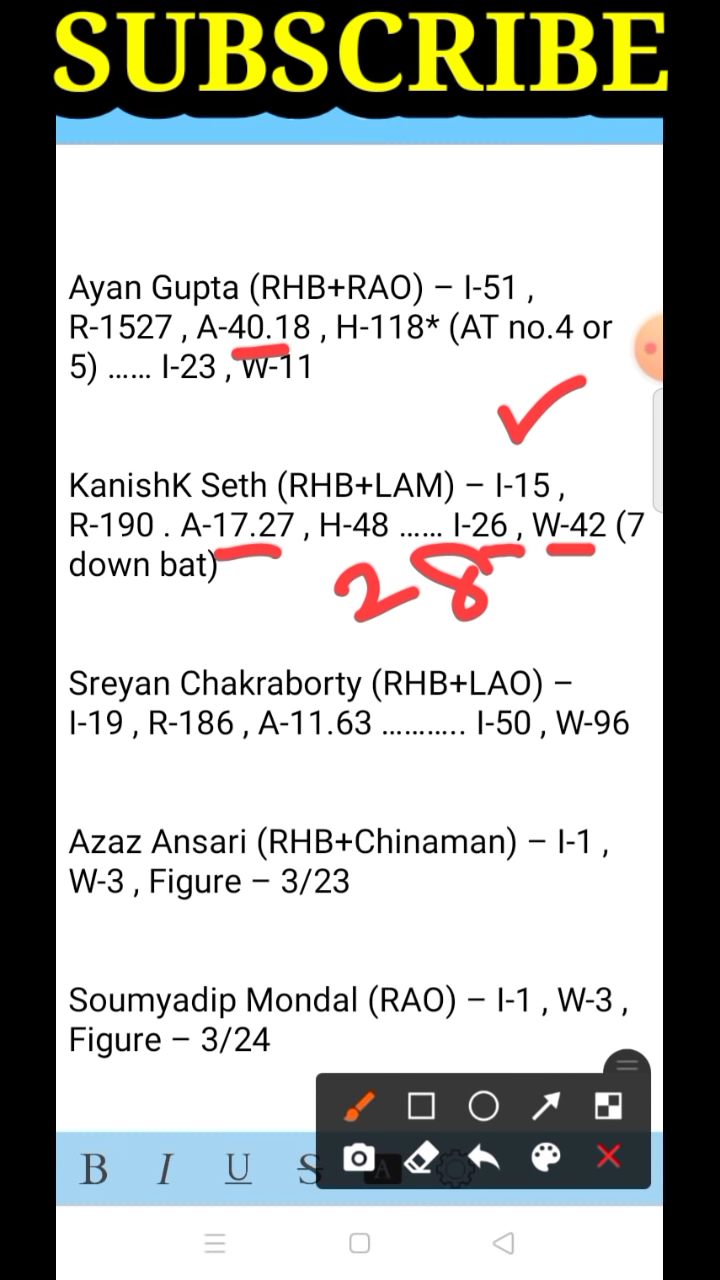 SUBSCRIBE
Ayan Gupta (RHB+RAO) – I-51 ,
R-1527 , A-40.18 , H-118* (AT no.4 or
5) ...... I-23 , W-11
KanishK Seth (RHB+LAM) – I-15 ,
R-190 . A-17.27 , H-48 ...... I-26 , W-42 (7
down bat)
28
Sreyan Chakraborty (RHB+LAO) –
I-19 , R-186 , A-11.63 ........... I-50 , W-96
Azaz Ansari (RHB+Chinaman) – I-1 ,
W-3 , Figure – 3/23
Soumyadip Mondal (RAO) – I-1 , W-3 ,
Figure – 3/24
B I U S A